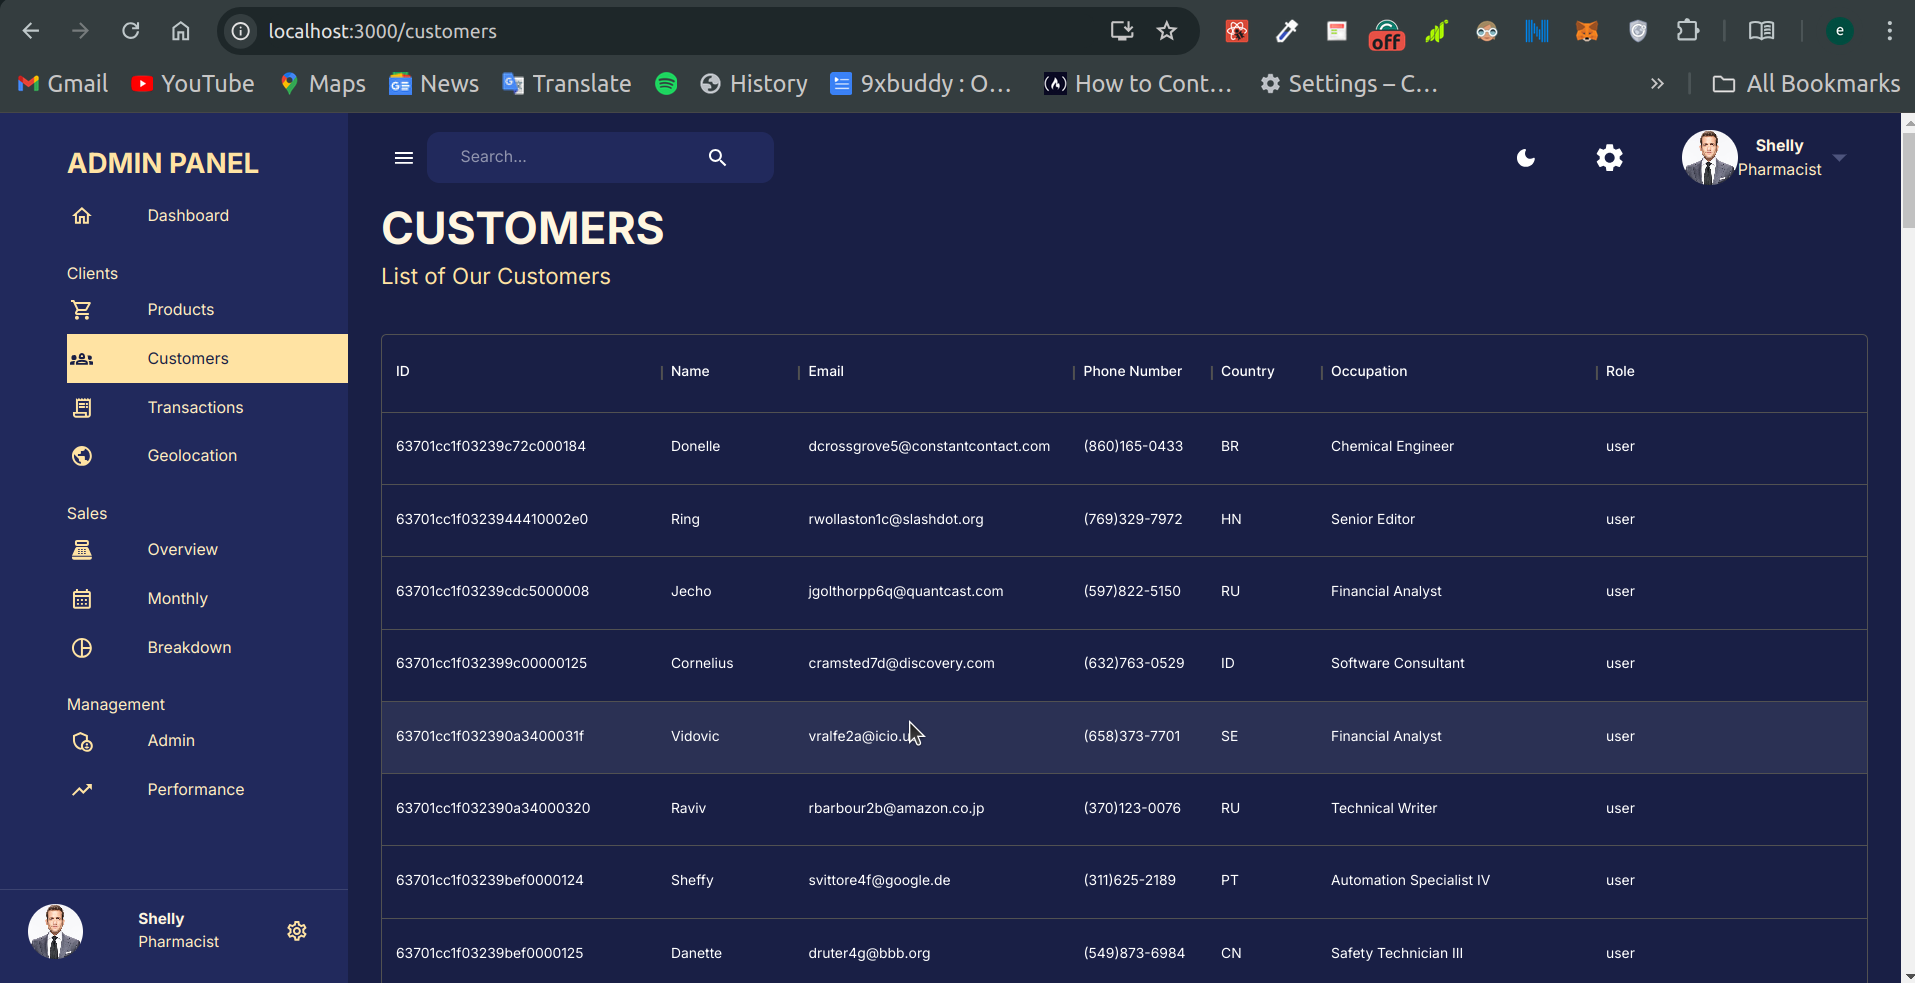 localhost:3000/customers
off
e
Gmail YouTube Maps News Translate History 9xbuddy : O... How to Cont... Settings – C... » All Bookmarks
ADMIN PANEL
Dashboard
Clients
Products
Customers
Transactions
Geolocation
Sales
Overview
Monthly
Breakdown
Management
Admin
Performance
Shelly
Pharmacist
Search...
Shelly
Pharmacist
CUSTOMERS
List of Our Customers
ID Name Email Phone Number Country Occupation Role
63701cc1f03239c72c000184 Donelle dcrossgrove5@constantcontact.com (860)165-0433 BR Chemical Engineer user
63701cc1f0323944410002e0 Ring rwollaston1c@slashdot.org (769)329-7972 HN Senior Editor user
63701cc1f03239cdc5000008 Jecho jgolthorpp6q@quantcast.com (597)822-5150 RU Financial Analyst user
63701cc1f032399c00000125 Cornelius cramsted7d@discovery.com (632)763-0529 ID Software Consultant user
63701cc1f032390a3400031f Vidovic (658)373-7701 SE Financial Analyst user
63701cc1f032390a34000320 Raviv rbarbour2b@amazon.co.jp (370)123-0076 RU Technical Writer user
63701cc1f03239bef0000124 Sheffy svittore4f@google.de (311)625-2189 PT Automation Specialist IV user
63701cc1f03239bef0000125 Danette druter4g@bbb.org (549)873-6984 CN Safety Technician III user